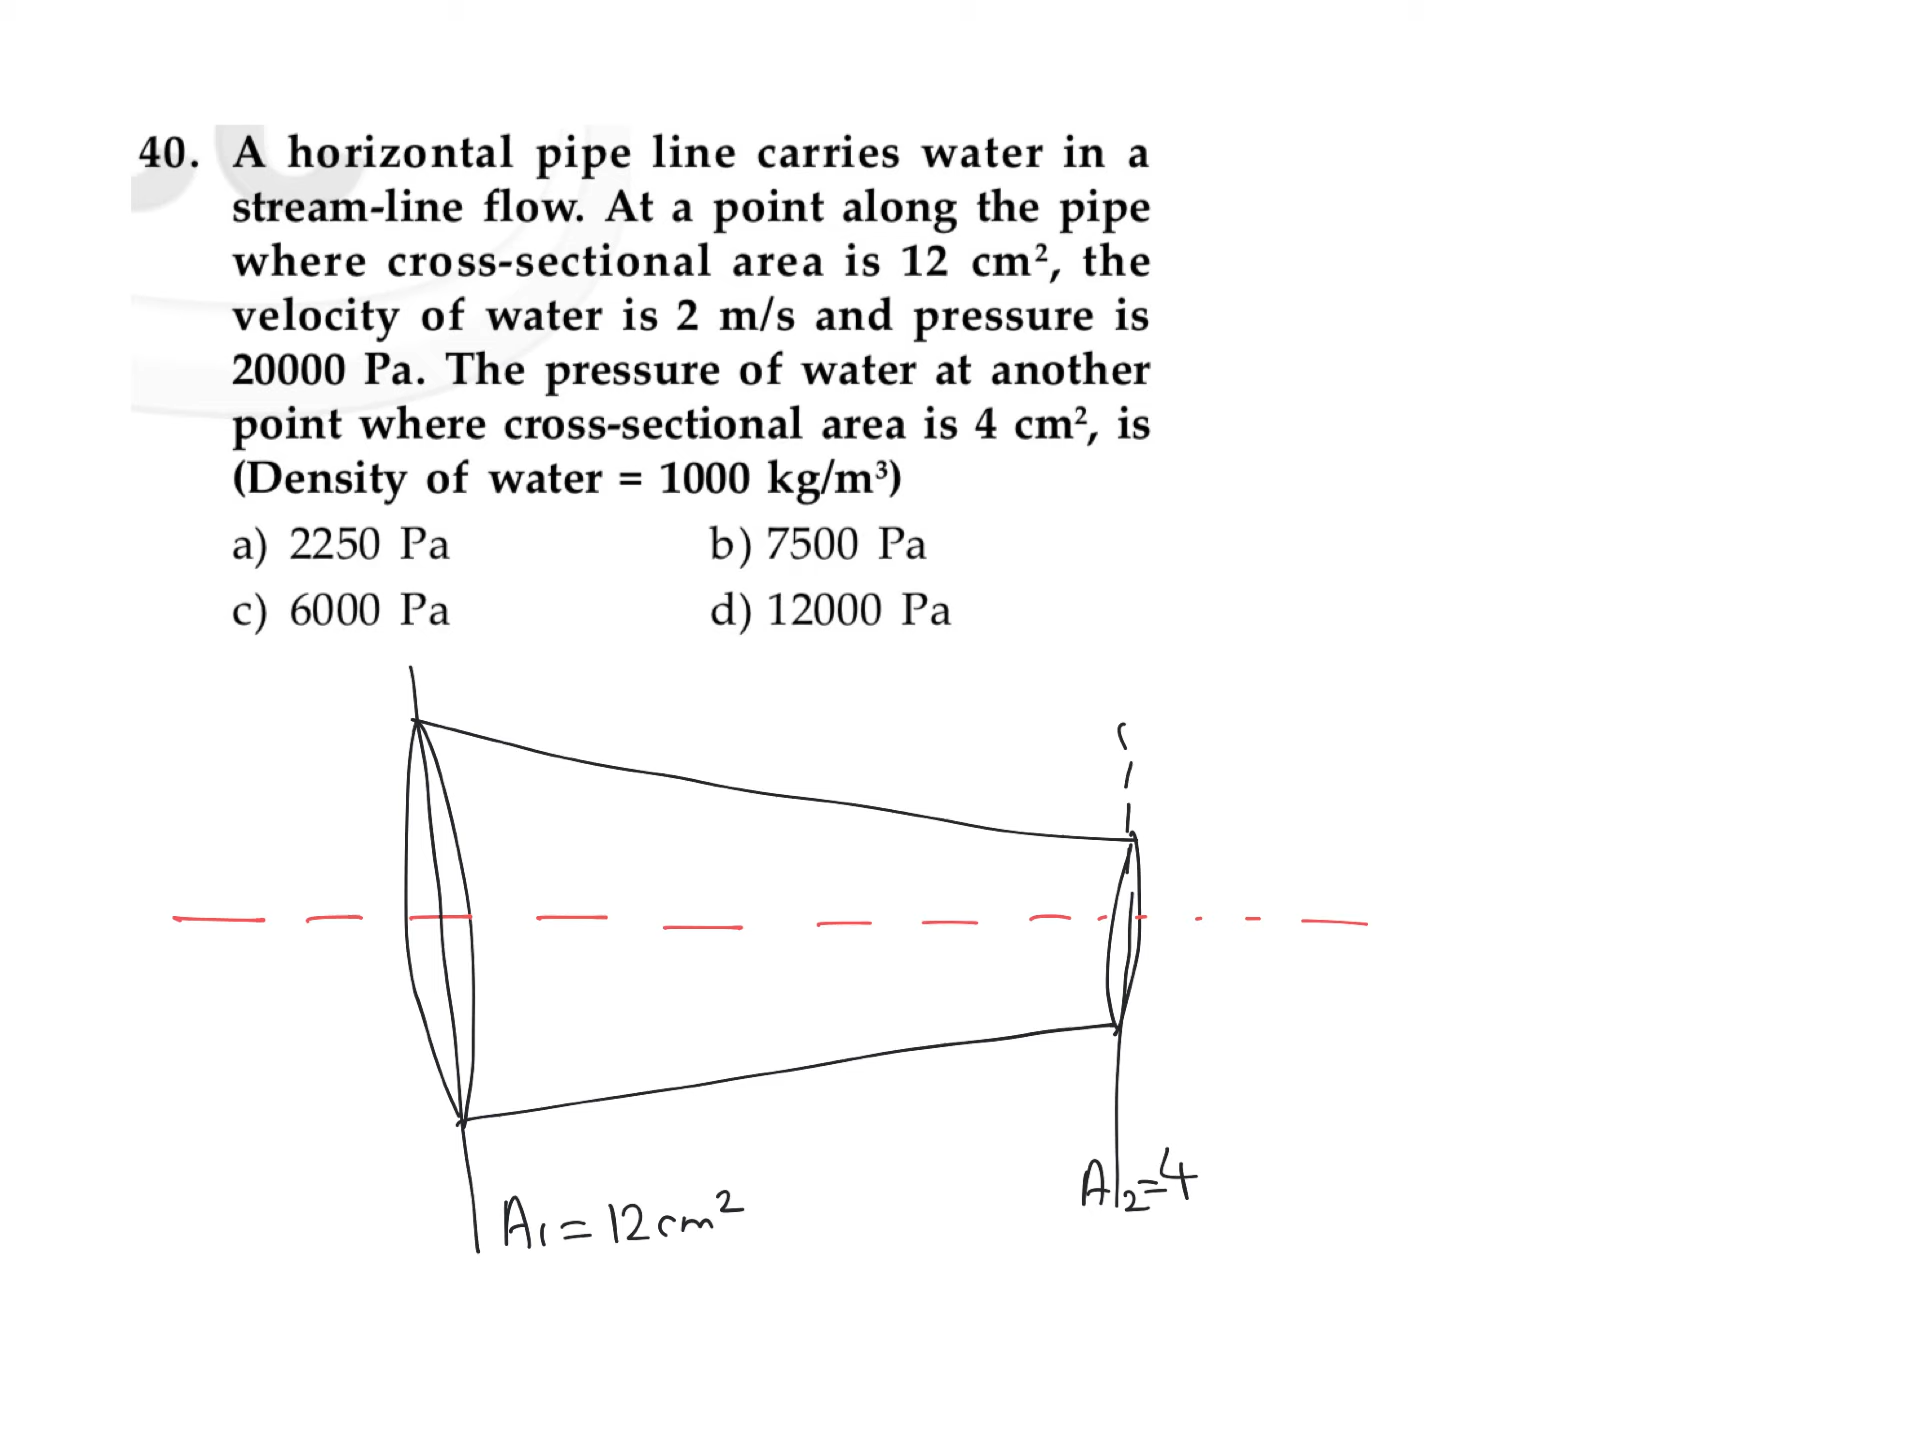 40. A horizontal pipe line carries water in a
stream-line flow. At a point along the pipe
where cross-sectional area is 12 cm², the
velocity of water is 2 m/s and pressure is
20000 Pa. The pressure of water at another
point where cross-sectional area is 4 cm², is
(Density of water = 1000 kg/m³)
a) 2250 Pa b) 7500 Pa
c) 6000 Pa d) 12000 Pa
A₂=4
A₁ = 12cm²